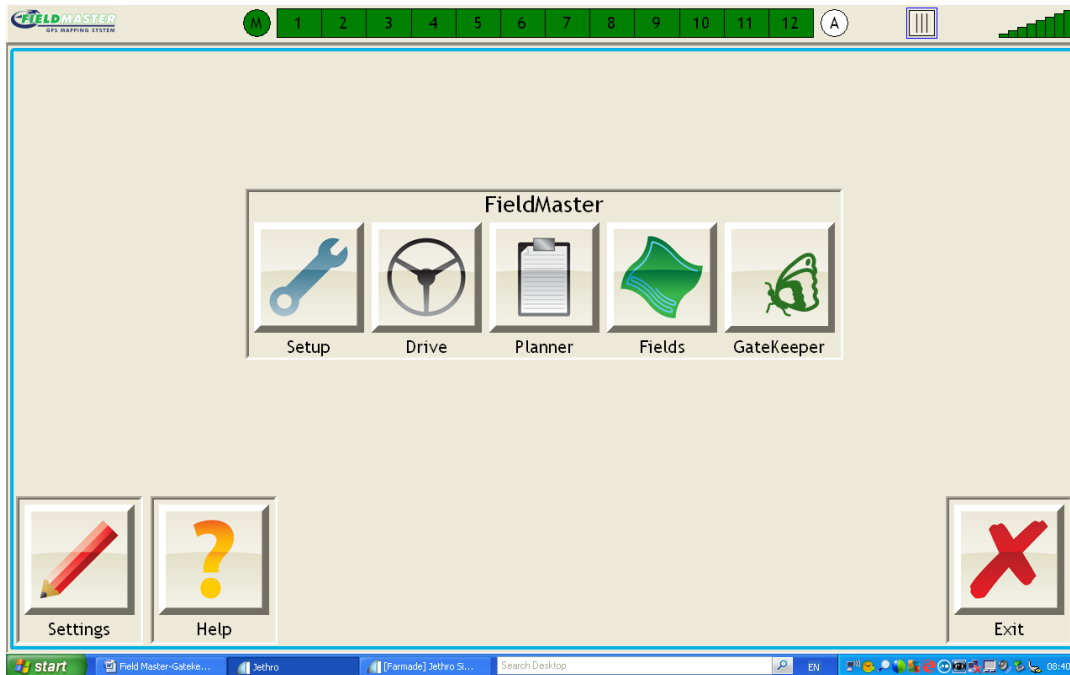 FIELDMASTER
GPS MAPPING SYSTEM
M 1 2 3 4 5 6 7 8 9 10 11 12 A
FieldMaster
Setup Drive Planner Fields GateKeeper
Settings Help Exit
start Field Master-Gateke... Jethro [Farmade] Jethro Si... Search Desktop EN 08:40